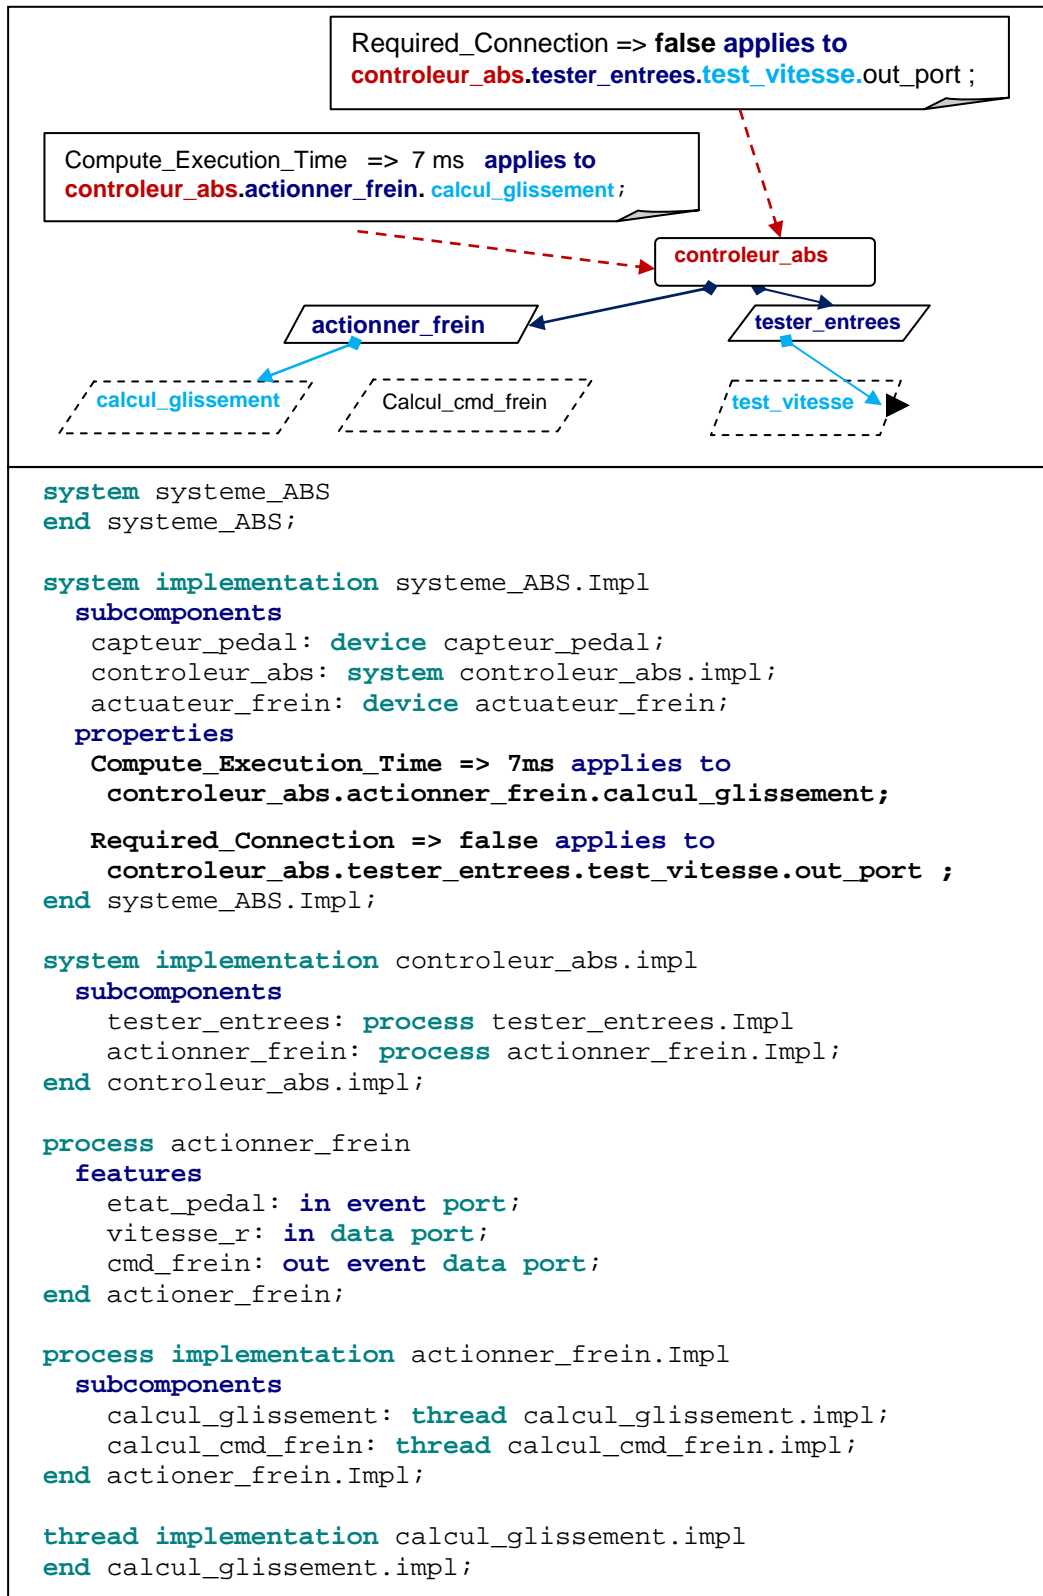 Required_Connection => false applies to
controleur_abs.tester_entrees.test_vitesse.out_port ;
Compute_Execution_Time => 7 ms applies to
controleur_abs.actionner_frein. calcul_glissement;
controleur_abs
actionner_frein
tester_entrees
calcul_glissement
Calcul_cmd_frein
test_vitesse
system systeme_ABS
end systeme_ABS;
system implementation systeme_ABS.Impl
subcomponents
capteur_pedal: device capteur_pedal;
controleur_abs: system controleur_abs.impl;
actuateur_frein: device actuateur_frein;
properties
Compute_Execution_Time => 7ms applies to
controleur_abs.actionner_frein.calcul_glissement;
Required_Connection => false applies to
controleur_abs.tester_entrees.test_vitesse.out_port ;
end systeme_ABS.Impl;
system implementation controleur_abs.impl
subcomponents
tester_entrees: process tester_entrees.Impl
actionner_frein: process actionner_frein.Impl;
end controleur_abs.impl;
process actionner_frein
features
etat_pedal: in event port;
vitesse_r: in data port;
cmd_frein: out event data port;
end actioner_frein;
process implementation actionner_frein.Impl
subcomponents
calcul_glissement: thread calcul_glissement.impl;
calcul_cmd_frein: thread calcul_cmd_frein.impl;
end actioner_frein.Impl;
thread implementation calcul_glissement.impl
end calcul_glissement.impl;